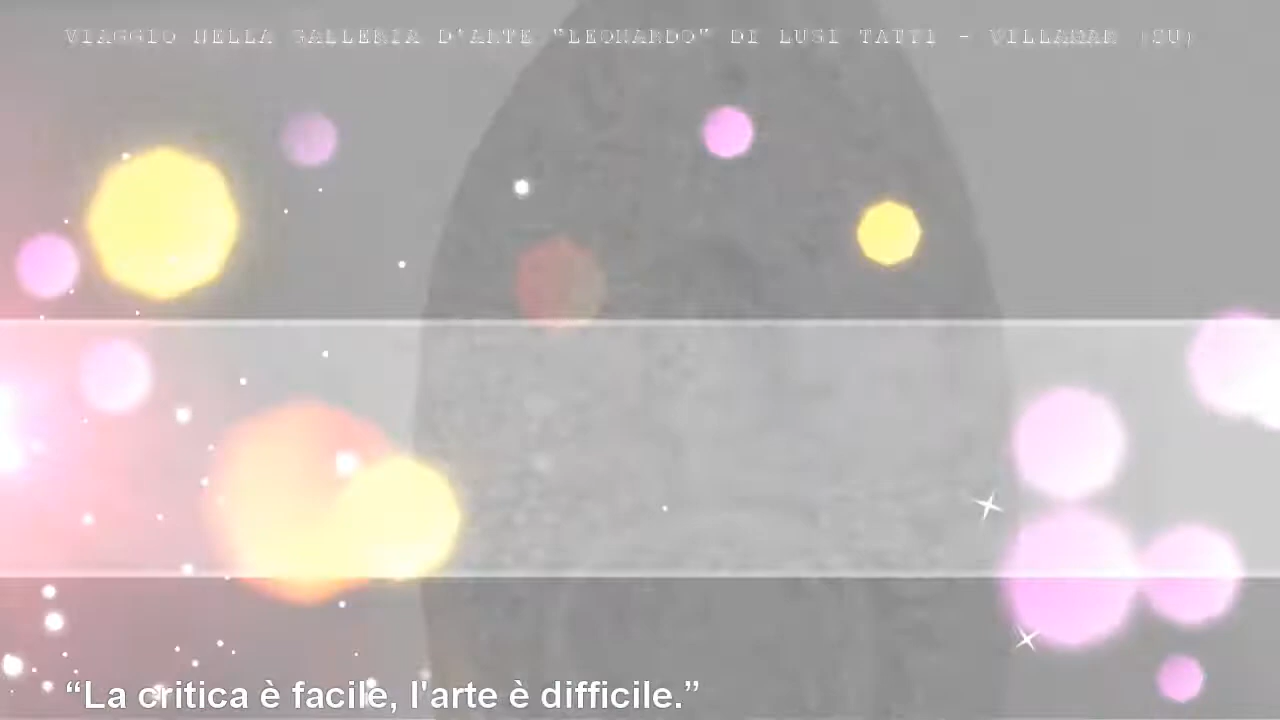 VIAGGIO NELLA GALLERIA D'ARTE "LEONARDO" DI LUSI TATTI - VILLAMAR (SU)
“La critica è facile, l'arte è difficile.”